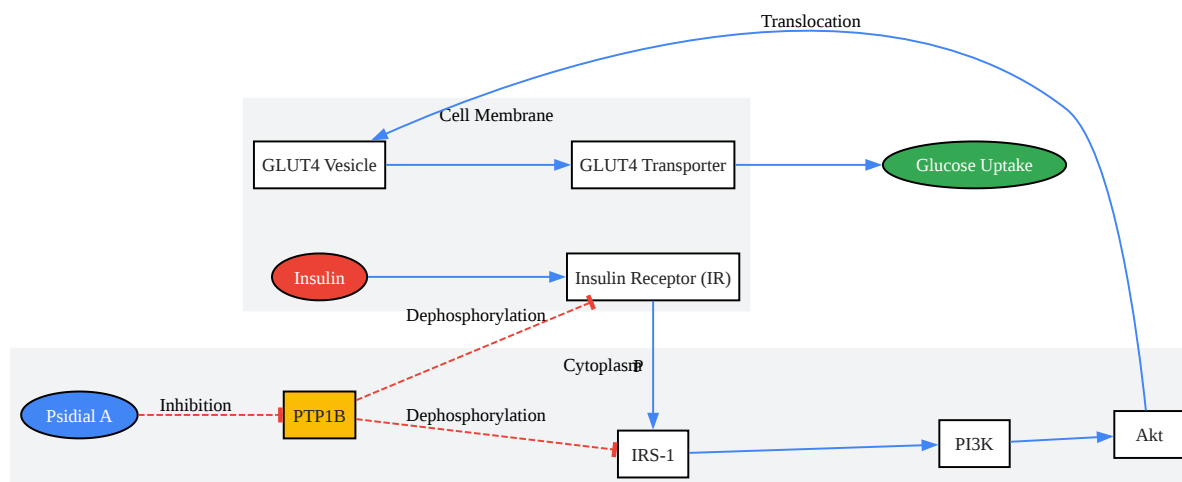 Translocation
Cell Membrane
GLUT4 Vesicle
GLUT4 Transporter
Glucose Uptake
Insulin
Insulin Receptor (IR)
Dephosphorylation
Cytoplasm
P
Psidial A
Inhibition
PTP1B
Dephosphorylation
IRS-1
PI3K
Akt